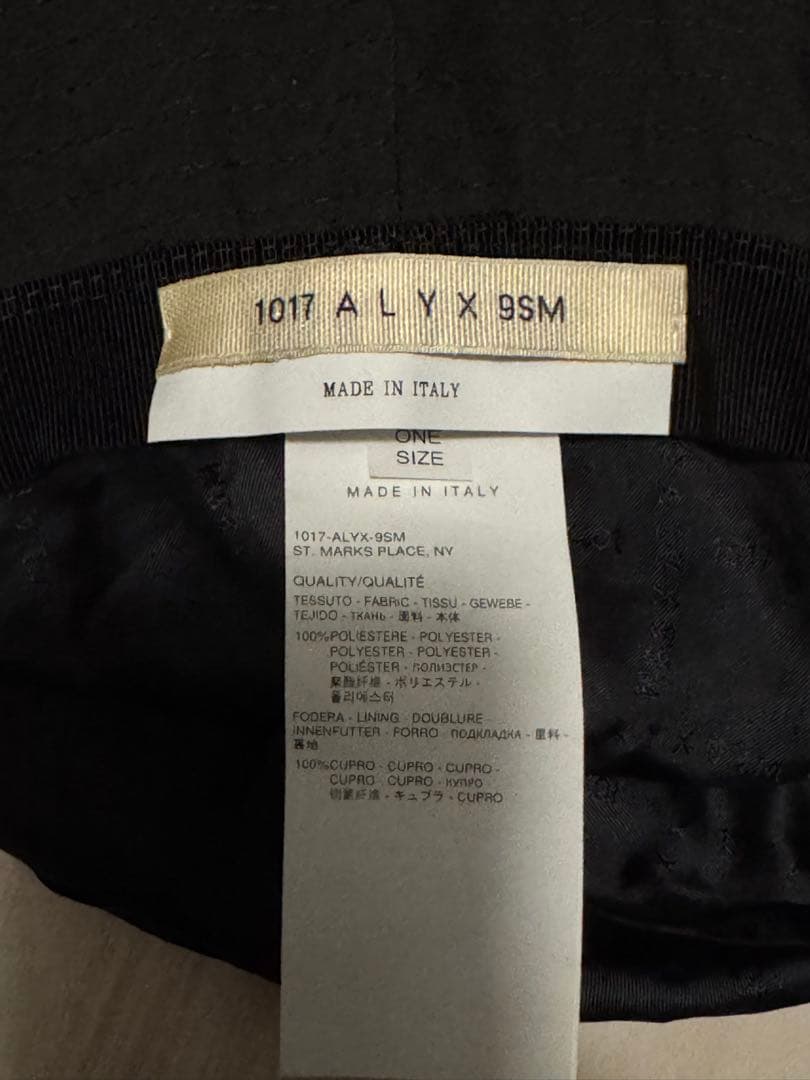 1017 ALYX 9SM
MADE IN ITALY
ONE
SIZE
MADE IN ITALY
1017-ALYX-9SM
ST. MARKS PLACE, NY
QUALITY/QUALITÉ
TESSUTO - FABRIC - TISSU - GEWEBE -
TEJIDO - ТКАНЬ - 面料 - 本体
100%POLIESTERE - POLYESTER -
POLYESTER - POLYESTER -
POLIÉSTER - ПОЛИЭСТЕР -
聚酯纤维 - ポリエステル -
폴리에스터
FODERA - LINING - DOUBLURE -
INNENFUTTER - FORRO - ПОДКЛАДКА - 里料 -
裏地
100%CUPRO - CUPRO - CUPRO -
CUPRO - CUPRO - КУПРО -
铜氨纤维 - キュプラ - CUPRO